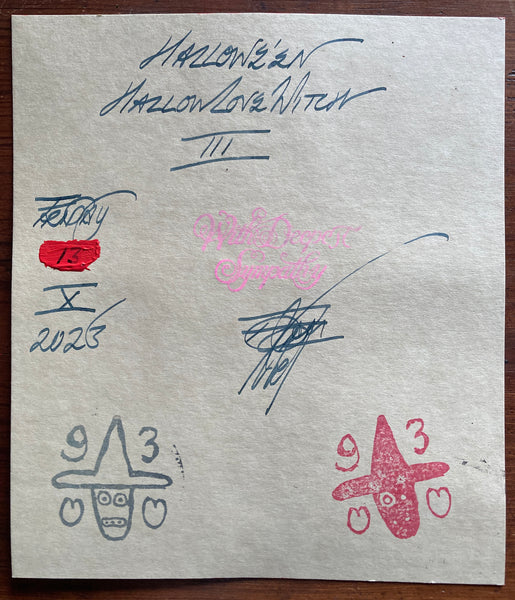 HALLOWE'EN
HALLOWLOVEWITCH
III
FRIDAY
13
X
2023
With Deepest
Sympathy
9 3
9 3